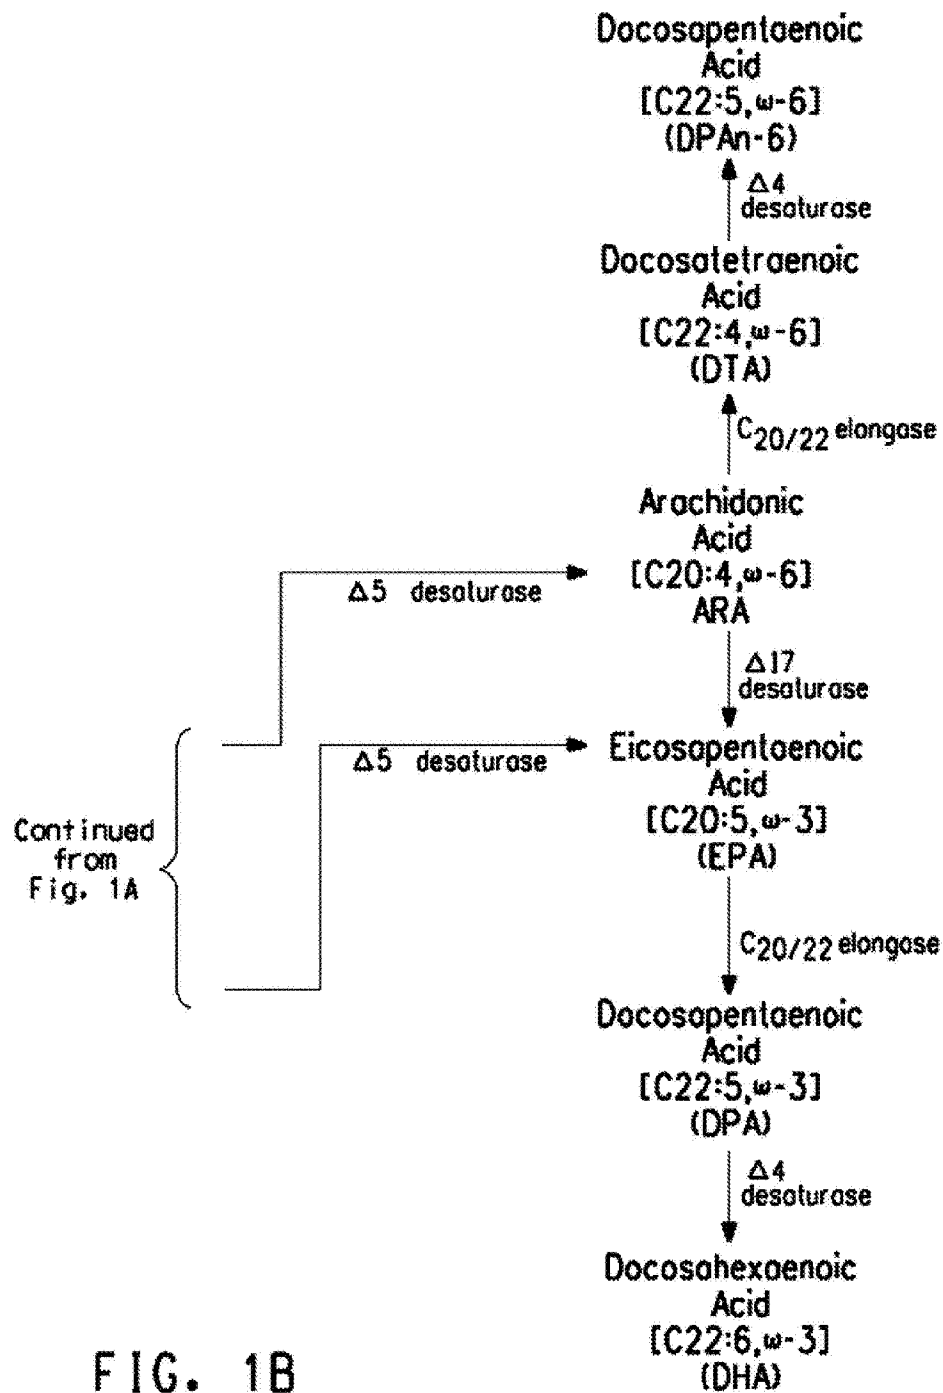 Docosapentaenoic
Acid
[C22:5,ω-6]
(DPAn-6)
Δ4
desaturase
Docosatetraenoic
Acid
[C22:4,ω-6]
(DTA)
C20/22 elongase
Arachidonic
Acid
[C20:4,ω-6]
ARA
Δ5 desaturase
Δ17
desaturase
Eicosapentaenoic
Acid
[C20:5,ω-3]
(EPA)
Δ5 desaturase
Continued
from
Fig. 1A
C20/22 elongase
Docosapentaenoic
Acid
[C22:5,ω-3]
(DPA)
Δ4
desaturase
Docosahexaenoic
Acid
[C22:6,ω-3]
(DHA)
FIG. 1B